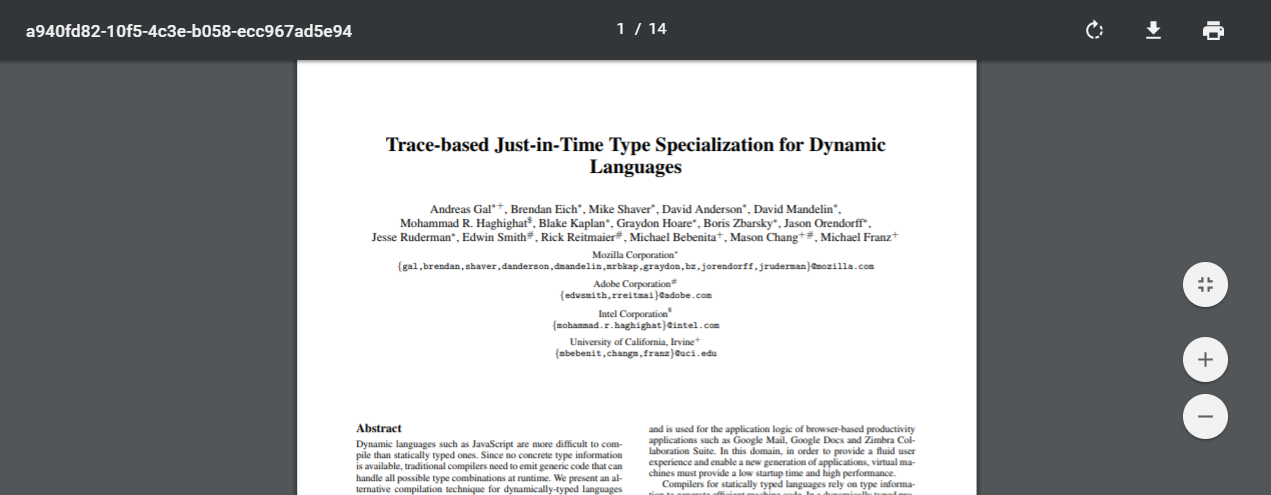 a940fd82-10f5-4c3e-b058-ecc967ad5e94
1 / 14
Trace-based Just-in-Time Type Specialization for Dynamic
Languages
Andreas Gal*+, Brendan Eich*, Mike Shaver*, David Anderson*, David Mandelin*,
Mohammad R. Haghighat$, Blake Kaplan*, Graydon Hoare*, Boris Zbarsky*, Jason Orendorff*,
Jesse Ruderman*, Edwin Smith#, Rick Reitmaier#, Michael Bebenita+, Mason Chang+#, Michael Franz+
Mozilla Corporation*
{gal,brendan,shaver,danderson,dmandelin,mrbkap,graydon,bz,jorendorff,jruderman}@mozilla.com
Adobe Corporation#
{edwsmith,rreitmai}@adobe.com
Intel Corporation$
{mohammad.r.haghighat}@intel.com
University of California, Irvine+
{mbebenit,changm,franz}@uci.edu
Abstract
Dynamic languages such as JavaScript are more difficult to com-
pile than statically typed ones. Since no concrete type information
is available, traditional compilers need to emit generic code that can
handle all possible type combinations at runtime. We present an al-
ternative compilation technique for dynamically-typed languages
and is used for the application logic of browser-based productivity
applications such as Google Mail, Google Docs and Zimbra Col-
laboration Suite. In this domain, in order to provide a fluid user
experience and enable a new generation of applications, virtual ma-
chines must provide a low startup time and high performance.
Compilers for statically typed languages rely on type informa-